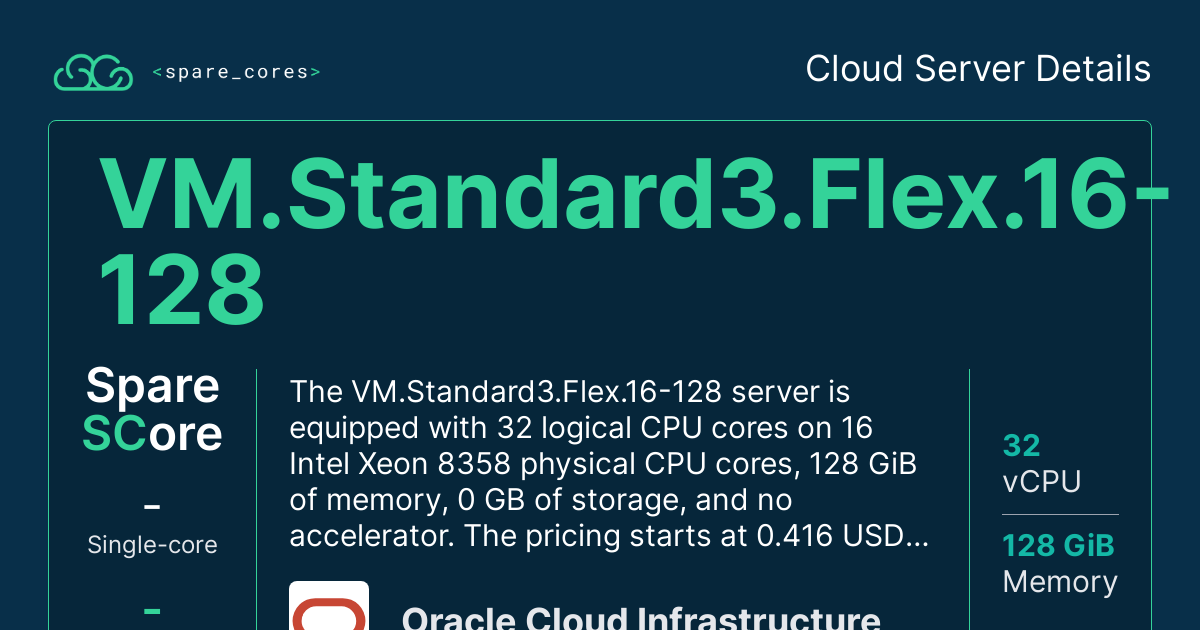 <spare_cores>
Cloud Server Details
VM.Standard3.Flex.16-
128
Spare
SCore
-
Single-core
-
The VM.Standard3.Flex.16-128 server is
equipped with 32 logical CPU cores on 16
Intel Xeon 8358 physical CPU cores, 128 GiB
of memory, 0 GB of storage, and no
accelerator. The pricing starts at 0.416 USD...
Oracle Cloud Infrastructure
32
vCPU
128 GiB
Memory